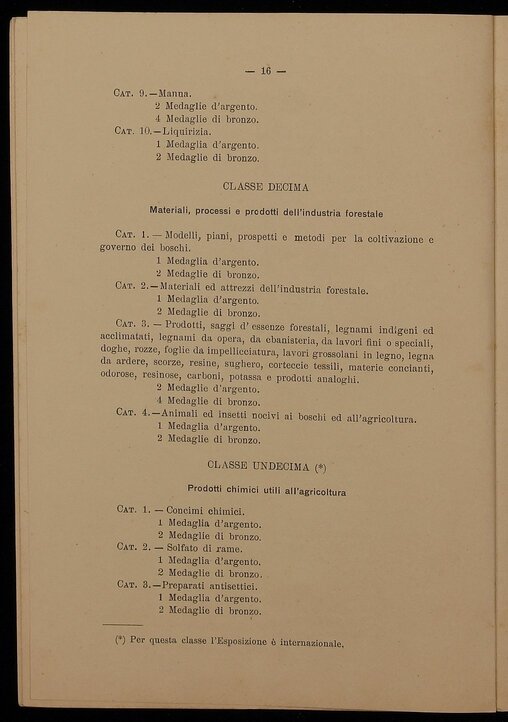 — 16 —
CAT. 9.—Manna.
2 Medaglie d'argento.
4 Medaglie di bronzo.
CAT. 10.—Liquirizia.
1 Medaglia d'argento.
2 Medaglie di bronzo.
CLASSE DECIMA
Materiali, processi e prodotti dell'industria forestale
CAT. 1. — Modelli, piani, prospetti e metodi per la coltivazione e
governo dei boschi.
1 Medaglia d'argento.
2 Medaglie di bronzo.
CAT. 2.—Materiali ed attrezzi dell'industria forestale.
1 Medaglia d'argento.
2 Medaglie di bronzo.
CAT. 3. — Prodotti, saggi d' essenze forestali, legnami indigeni ed
acclimatati, legnami da opera, da ebanisteria, da lavori fini o speciali,
doghe, rozze, foglie da impellicciatura, lavori grossolani in legno, legna
da ardere, scorze, resine, sughero, corteccie tessili, materie concianti,
odorose, resinose, carboni, potassa e prodotti analoghi.
2 Medaglie d'argento.
4 Medaglie di bronzo.
CAT. 4.—Animali ed insetti nocivi ai boschi ed all'agricoltura.
1 Medaglia d'argento.
2 Medaglie di bronzo.
CLASSE UNDECIMA (*)
Prodotti chimici utili all'agricoltura
CAT. 1. — Concimi chimici.
1 Medaglia d'argento.
2 Medaglie di bronzo.
CAT. 2. — Solfato di rame.
1 Medaglia d'argento.
2 Medaglie di bronzo.
CAT. 3.—Preparati antisettici.
1 Medaglia d'argento.
2 Medaglie di bronzo.
(*) Per questa classe l'Esposizione è internazionale.